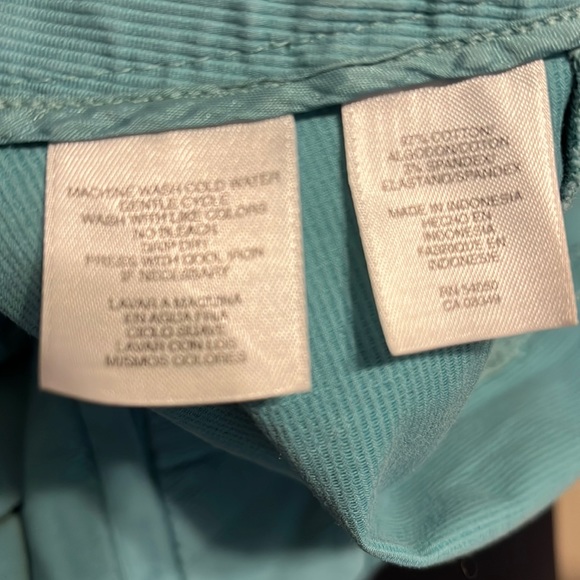 MACHINE WASH COLD WATER
GENTLE CYCLE
WASH WITH LIKE COLORS
NO BLEACH
DRIP DRY
PRESS WITH COOL IRON
IF NECESSARY
LAVAR A MAQUINA
EN AGUA FRIA
CICLO SUAVE
LAVAR CON LOS
MISMOS COLORES
COTTON/
ALGODON/COTON
3% SPANDEX/
ELASTANO/SPANDEX
MADE IN INDONESIA
HECHO EN
INDONESIA
FABRIQUE EN
INDONESIE
RN 54050
CA 03049